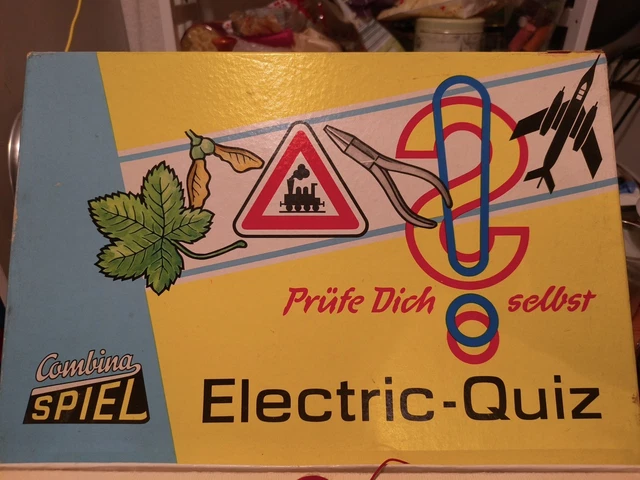 Prüfe Dich selbst
Combina
SPIEL
Electric-Quiz